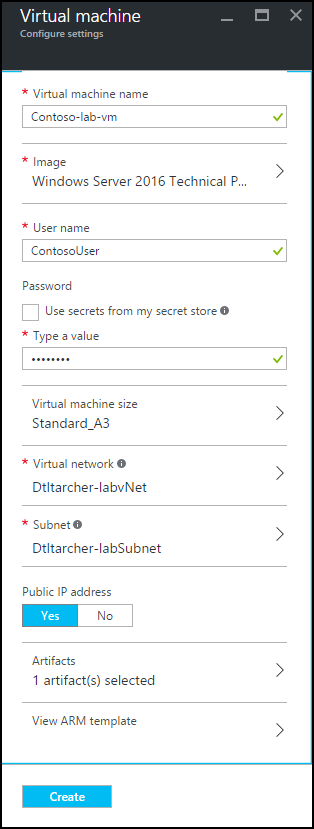 Virtual machine
Configure settings
* Virtual machine name
Contoso-lab-vm
* Image
Windows Server 2016 Technical P...
* User name
ContosoUser
Password
Use secrets from my secret store
* Type a value
••••••••
Virtual machine size
Standard_A3
* Virtual network
Dtltarcher-labvNet
* Subnet
Dtltarcher-labSubnet
Public IP address
Yes No
Artifacts
1 artifact(s) selected
View ARM template
Create